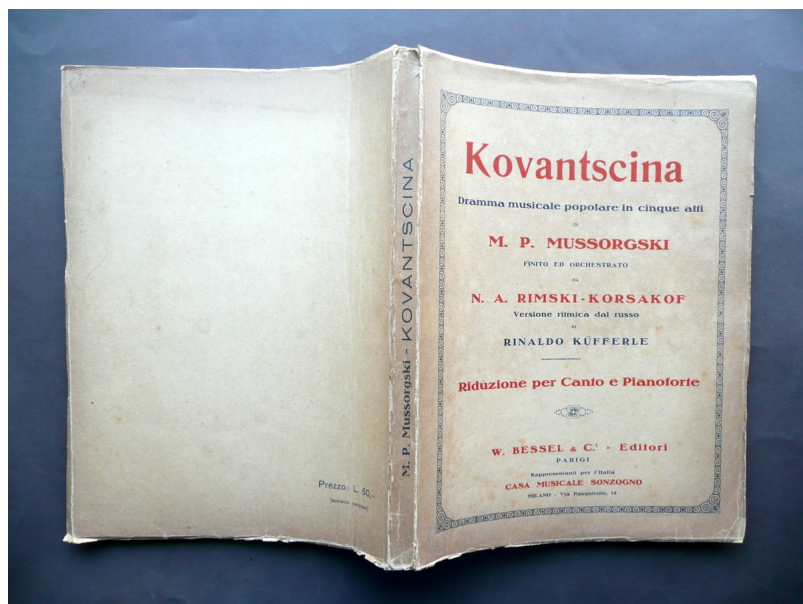 Kovantscina
Dramma musicale popolare in cinque atti
di
M. P. MUSSORGSKI
FINITO ED ORCHESTRATO
DA
N. A. RIMSKI-KORSAKOF
Versione ritmica dal russo
di
RINALDO KÜFFERLE
Riduzione per Canto e Pianoforte
W. BESSEL & C.i - Editori
PARIGI
Rappresentanti per l'Italia
CASA MUSICALE SONZOGNO
MILANO - Via Pasquirolo, 12
M. P. Mussorgski - KOVANTSCINA
Prezzo: L. 60,-